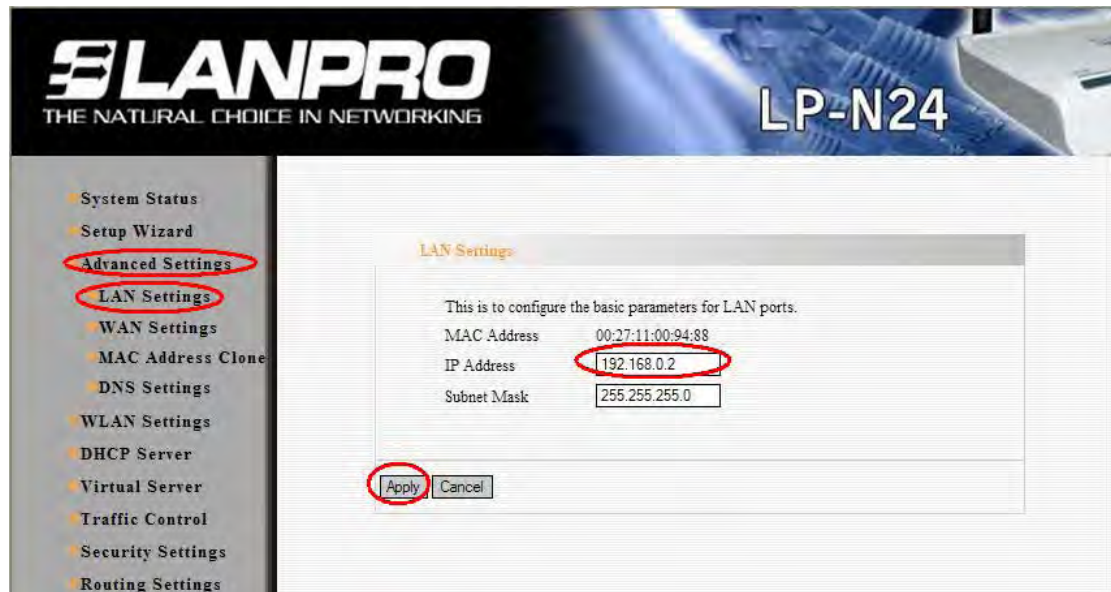 LANPRO
THE NATURAL CHOICE IN NETWORKING
LP-N24
System Status
Setup Wizard
Advanced Settings
LAN Settings
WAN Settings
MAC Address Clone
DNS Settings
WLAN Settings
DHCP Server
Virtual Server
Traffic Control
Security Settings
Routing Settings
LAN Settings
This is to configure the basic parameters for LAN ports.
MAC Address 00:27:11:00:94:88
IP Address 192.168.0.2
Subnet Mask 255.255.255.0
Apply Cancel